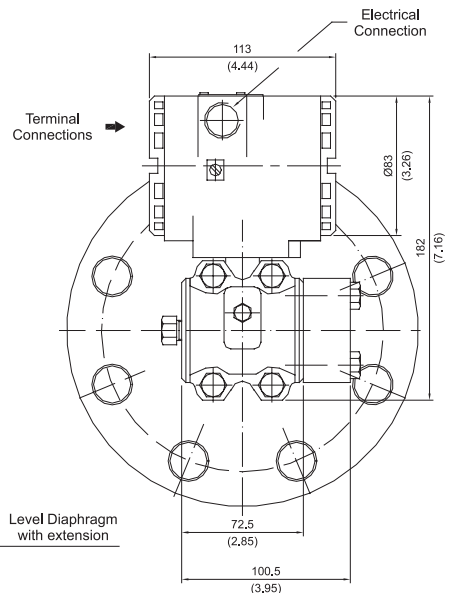 Electrical
Connection
113
(4.44)
Terminal
Connections
Ø83
(3.26)
182
(7.16)
Level Diaphragm
with extension
72.5
(2.85)
100.5
(3.95)